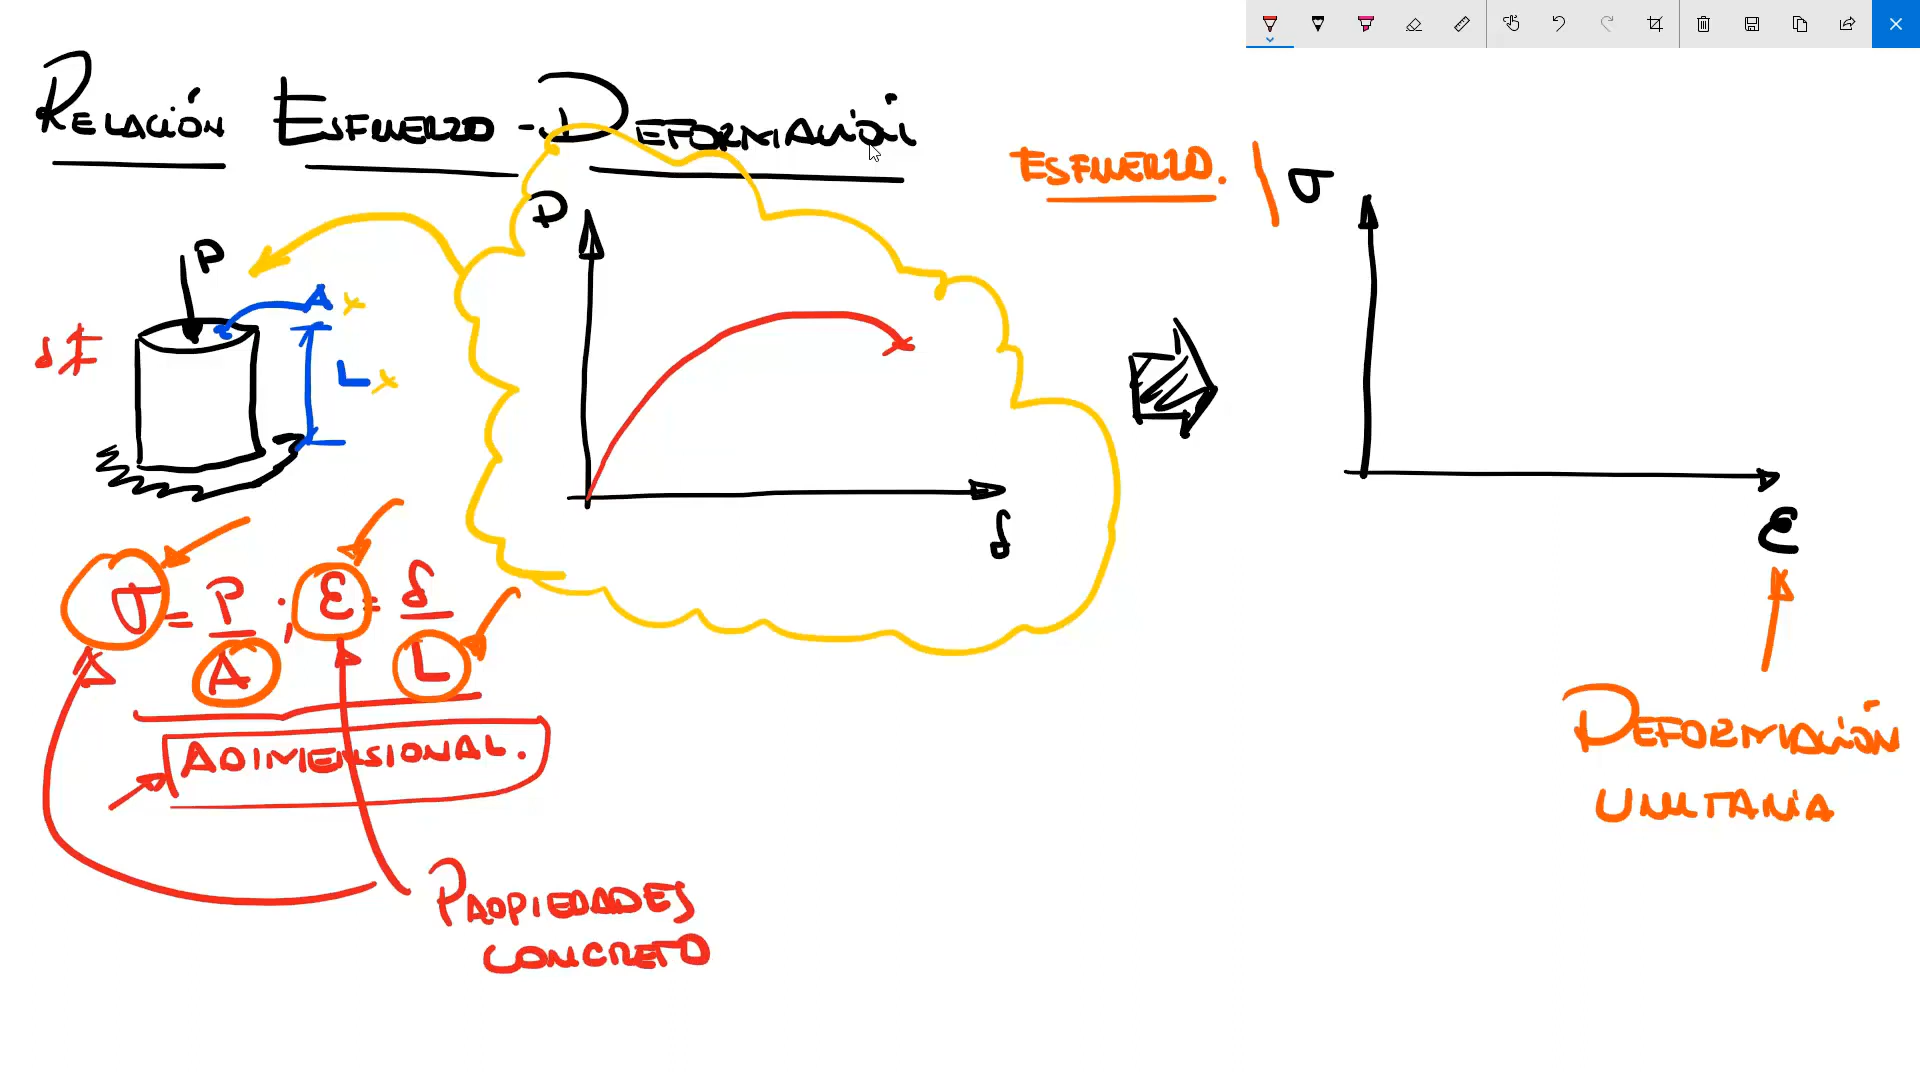 RELACIÓN ESFUERZO - DEFORMACIÓN
ESFUERZO. / σ
P
P
A x
δ
L x
δ
ε
σ = P/A ; ε = δ/L
ADIMENSIONAL.
DEFORMACIÓN
UNITARIA
PROPIEDADES
CONCRETO